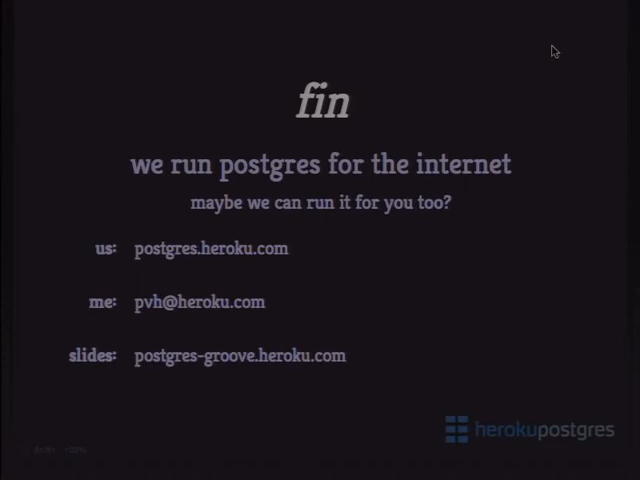 fin
we run postgres for the internet
maybe we can run it for you too?
us: postgres.heroku.com
me: pvh@heroku.com
slides: postgres-groove.heroku.com
herokupostgres